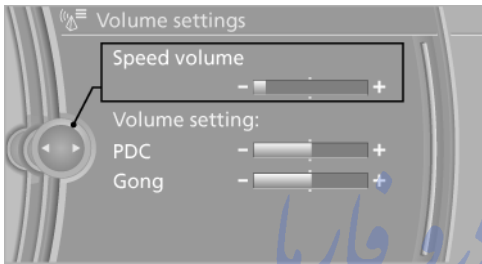 Volume settings
Speed volume
- +
Volume setting:
PDC - +
Gong - +